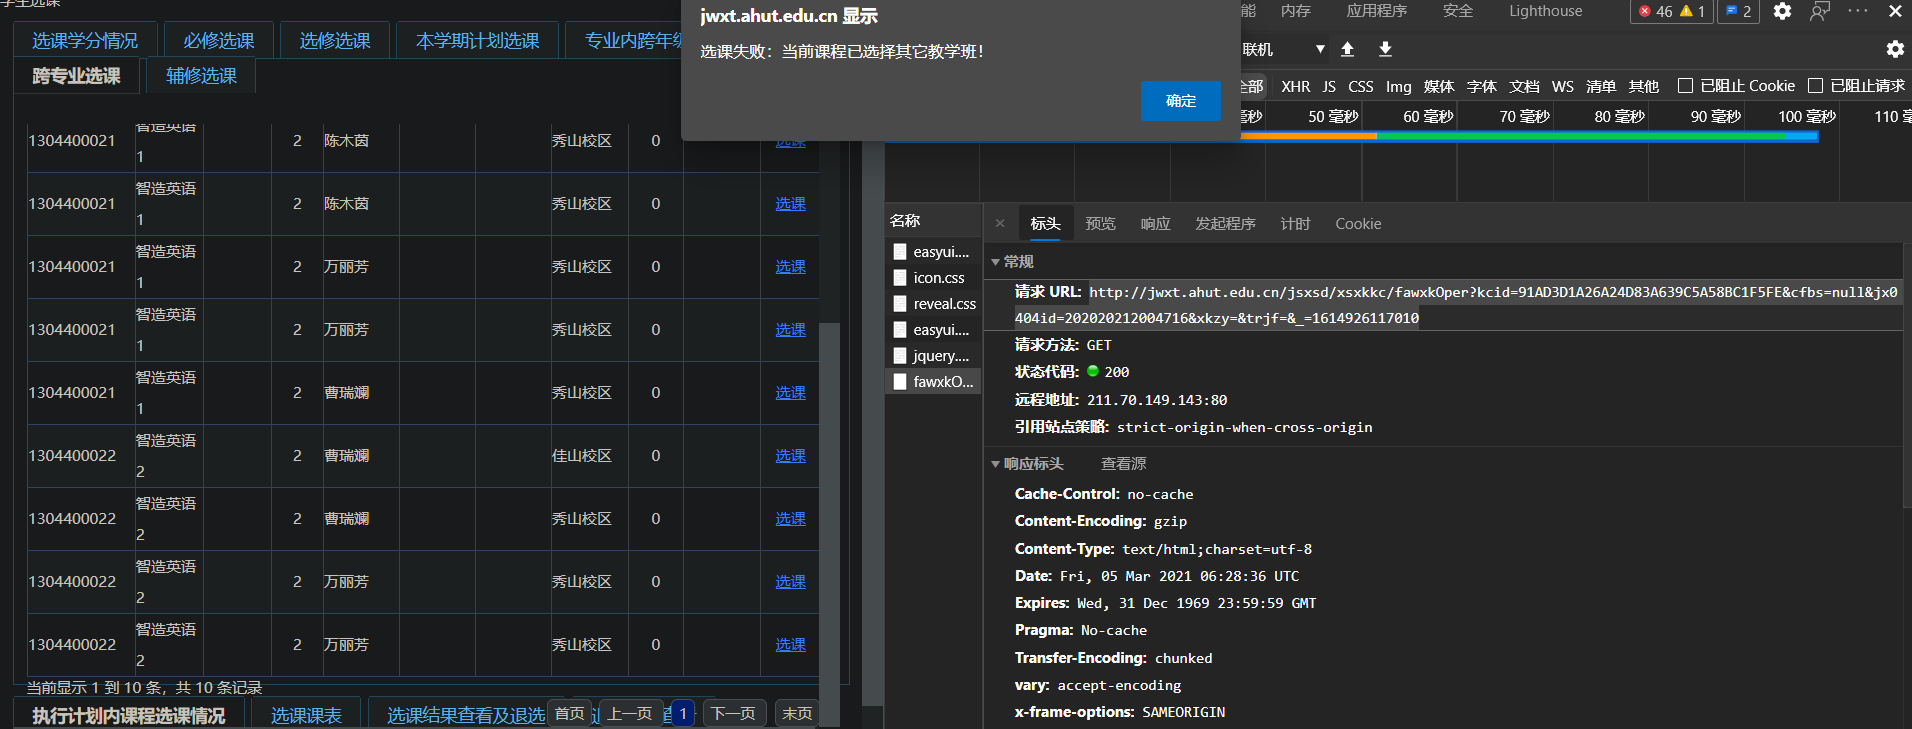 学生选课
选课学分情况 必修选课 选修选课 本学期计划选课 专业内跨年级
跨专业选课 辅修选课
1304400021 智造英语1 2 陈木茵 秀山校区 0 选课
1304400021 智造英语1 2 陈木茵 秀山校区 0 选课
1304400021 智造英语1 2 万丽芳 秀山校区 0 选课
1304400021 智造英语1 2 万丽芳 秀山校区 0 选课
1304400021 智造英语1 2 曹瑞斓 秀山校区 0 选课
1304400022 智造英语2 2 曹瑞斓 佳山校区 0 选课
1304400022 智造英语2 2 曹瑞斓 秀山校区 0 选课
1304400022 智造英语2 2 万丽芳 秀山校区 0 选课
1304400022 智造英语2 2 万丽芳 秀山校区 0 选课
当前显示 1 到 10 条，共 10 条记录
首页 上一页 1 下一页 末页
执行计划内课程选课情况 选课课表 选课结果查看及退选
jwxt.ahut.edu.cn 显示
选课失败：当前课程已选择其它教学班！
确定
能 内存 应用程序 安全 Lighthouse 46 1 2
联机
全部 XHR JS CSS Img 媒体 字体 文档 WS 清单 其他 已阻止 Cookie 已阻止请求
毫秒 50 毫秒 60 毫秒 70 毫秒 80 毫秒 90 毫秒 100 毫秒 110 毫
名称
easyui....
icon.css
reveal.css
easyui....
jquery....
fawxkO...
× 标头 预览 响应 发起程序 计时 Cookie
常规
请求 URL: http://jwxt.ahut.edu.cn/jsxsd/xsxkkc/fawxkOper?kcid=91AD3D1A26A24D83A639C5A58BC1F5FE&cfbs=null&jx0
404id=202020212004716&xkzy=&trjf=&_=1614926117010
请求方法: GET
状态代码: 200
远程地址: 211.70.149.143:80
引用站点策略: strict-origin-when-cross-origin
响应标头 查看源
Cache-Control: no-cache
Content-Encoding: gzip
Content-Type: text/html;charset=utf-8
Date: Fri, 05 Mar 2021 06:28:36 UTC
Expires: Wed, 31 Dec 1969 23:59:59 GMT
Pragma: No-cache
Transfer-Encoding: chunked
vary: accept-encoding
x-frame-options: SAMEORIGIN